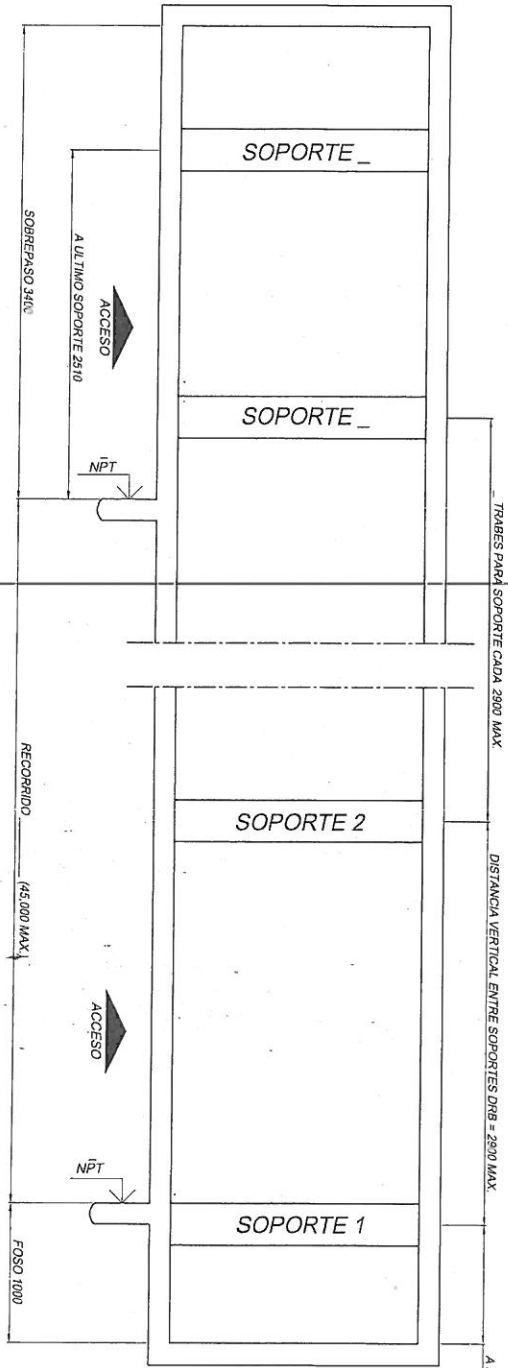 SOPORTE _
SOBREPASO 3400
A ULTIMO SOPORTE 2510
ACCESO
SOPORTE _
NPT
_ TRABES PARA SOPORTE CADA 2900 MAX.
SOPORTE 2
RECORRIDO ______ (45,000 MAX.)
DISTANCIA VERTICAL ENTRE SOPORTES DRB = 2900 MAX.
ACCESO
NPT
SOPORTE 1
FOSO 1000
A